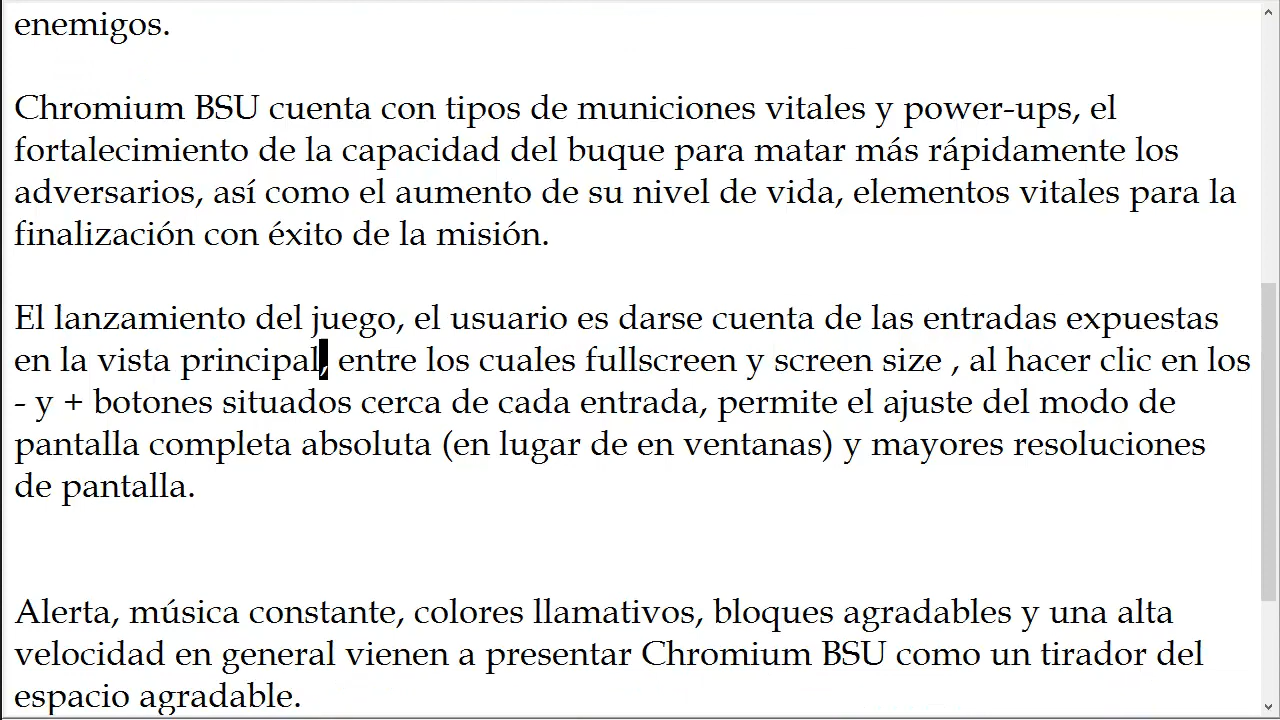 enemigos.
Chromium BSU cuenta con tipos de municiones vitales y power-ups, el
fortalecimiento de la capacidad del buque para matar más rápidamente los
adversarios, así como el aumento de su nivel de vida, elementos vitales para la
finalización con éxito de la misión.
El lanzamiento del juego, el usuario es darse cuenta de las entradas expuestas
en la vista principal, entre los cuales fullscreen y screen size , al hacer clic en los
- y + botones situados cerca de cada entrada, permite el ajuste del modo de
pantalla completa absoluta (en lugar de en ventanas) y mayores resoluciones
de pantalla.
Alerta, música constante, colores llamativos, bloques agradables y una alta
velocidad en general vienen a presentar Chromium BSU como un tirador del
espacio agradable.